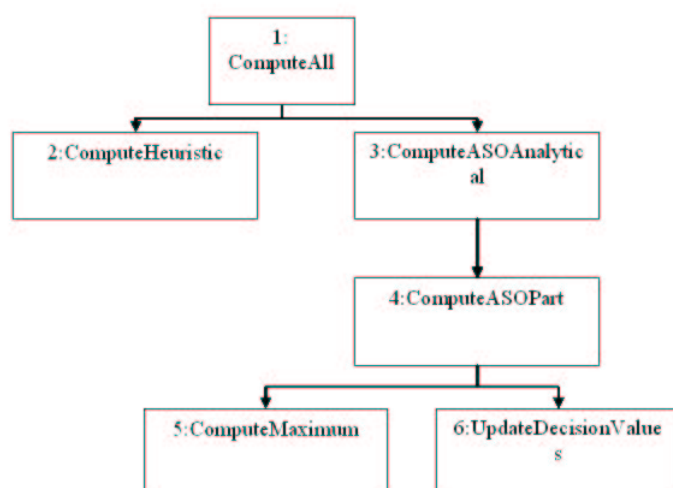 1:
ComputeAll
2:ComputeHeuristic
3:ComputeASOAnalytic
al
4:ComputeASOPart
5:ComputeMaximum
6:UpdateDecisionValue
s